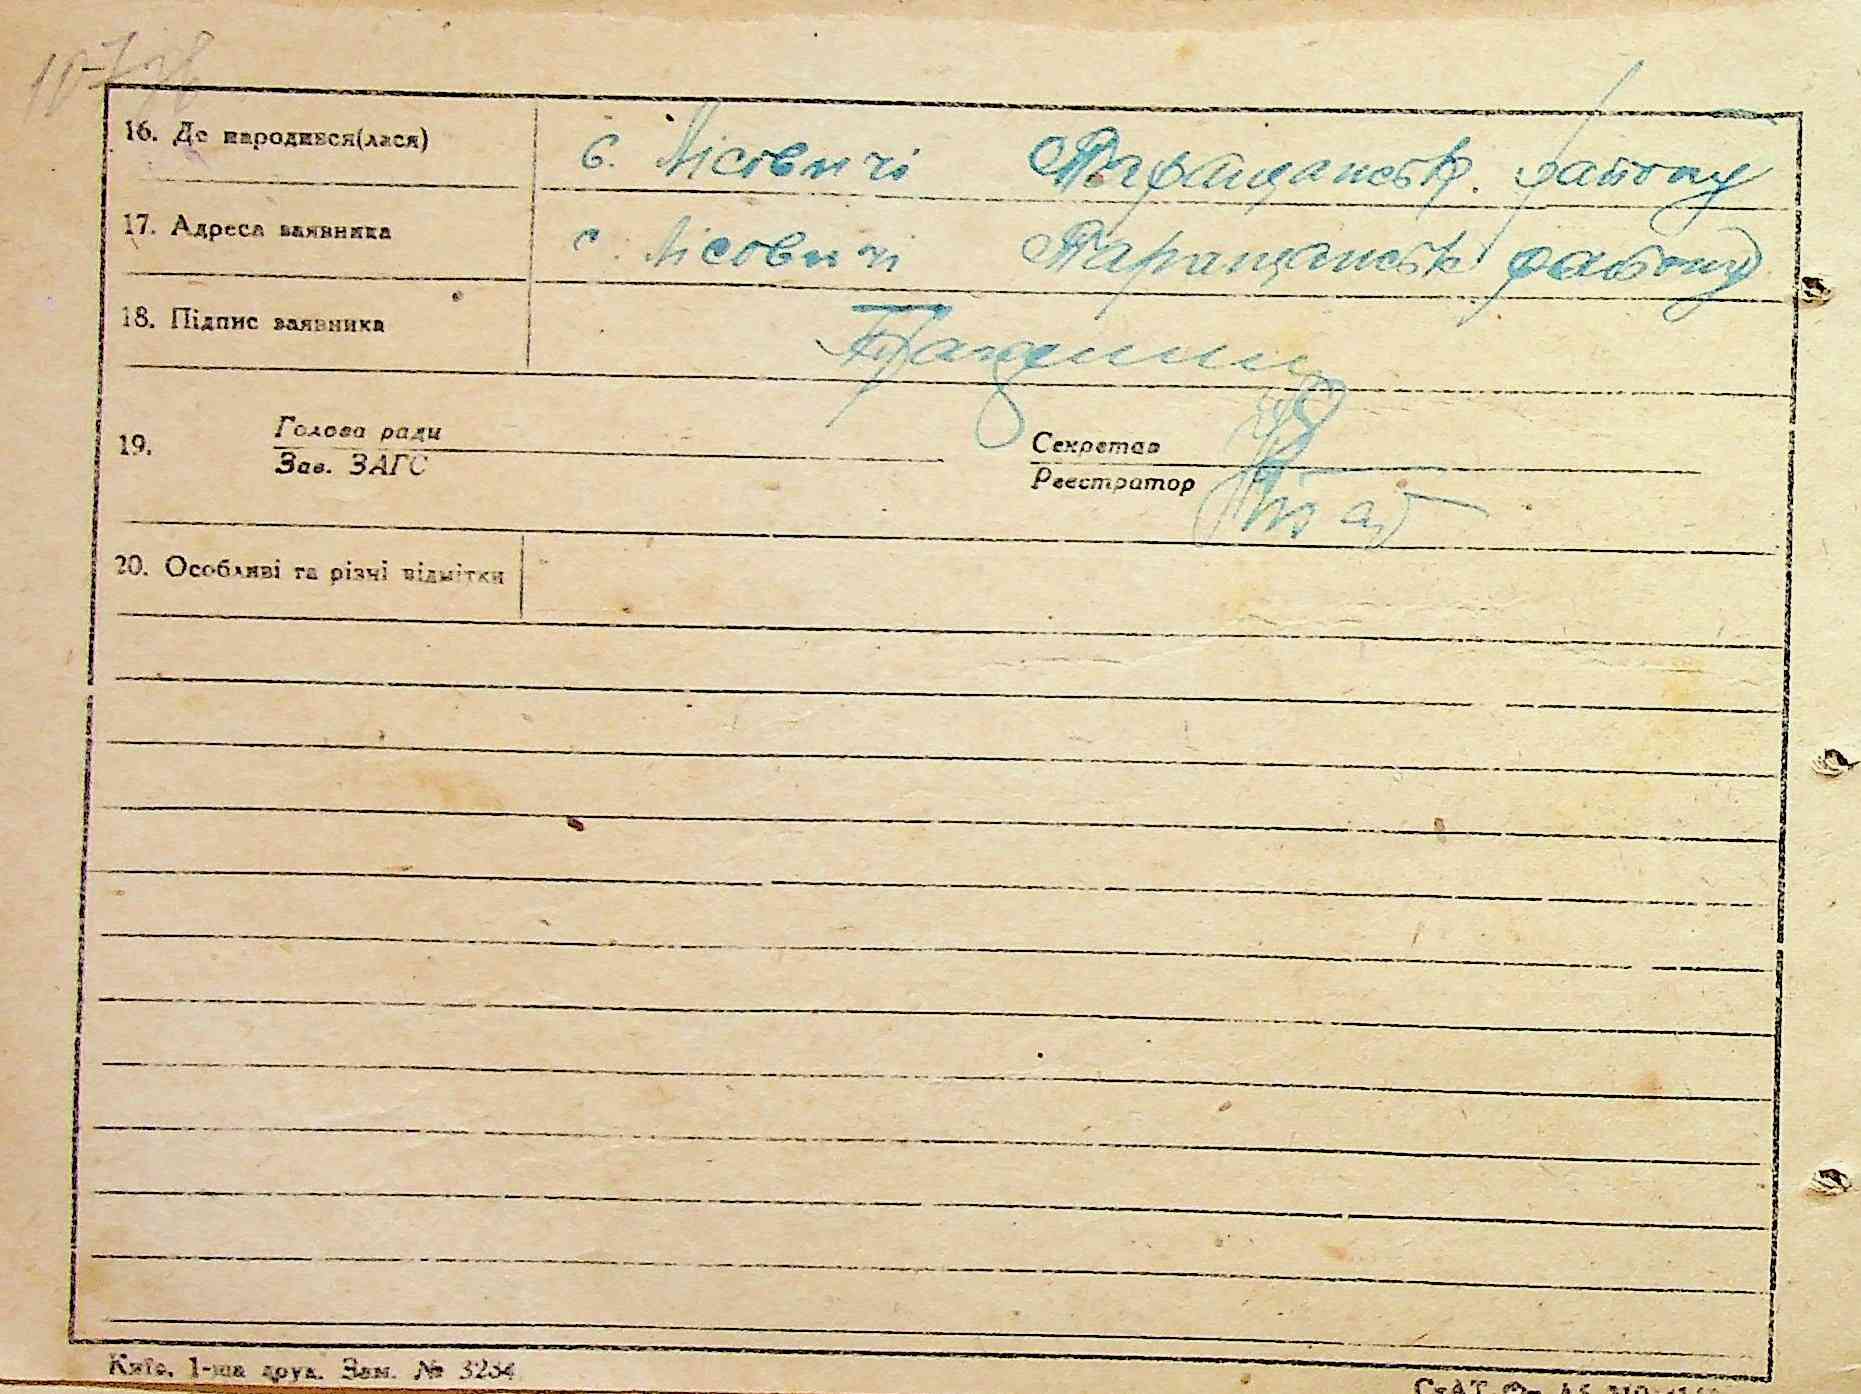 16. Де народився(лася) с. Лісовичі Таращанськ. району
17. Адреса заявника с. Лісовичі Таращанськ району
18. Підпис заявника
19. Голова ради Секретар
Зав. ЗАГС Реєстратор
20. Особливі та різні відмітки
Київ, 1-ша друк. Зам. № 3234